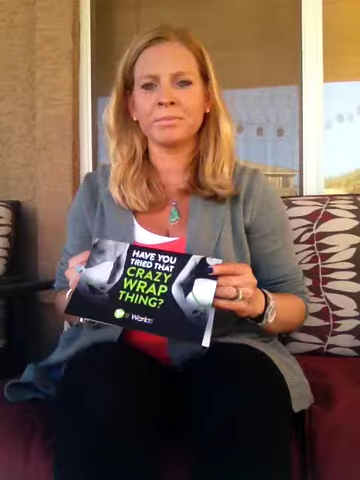 HAVE YOU
TRIED THAT
CRAZY
WRAP
THING?
It Works!